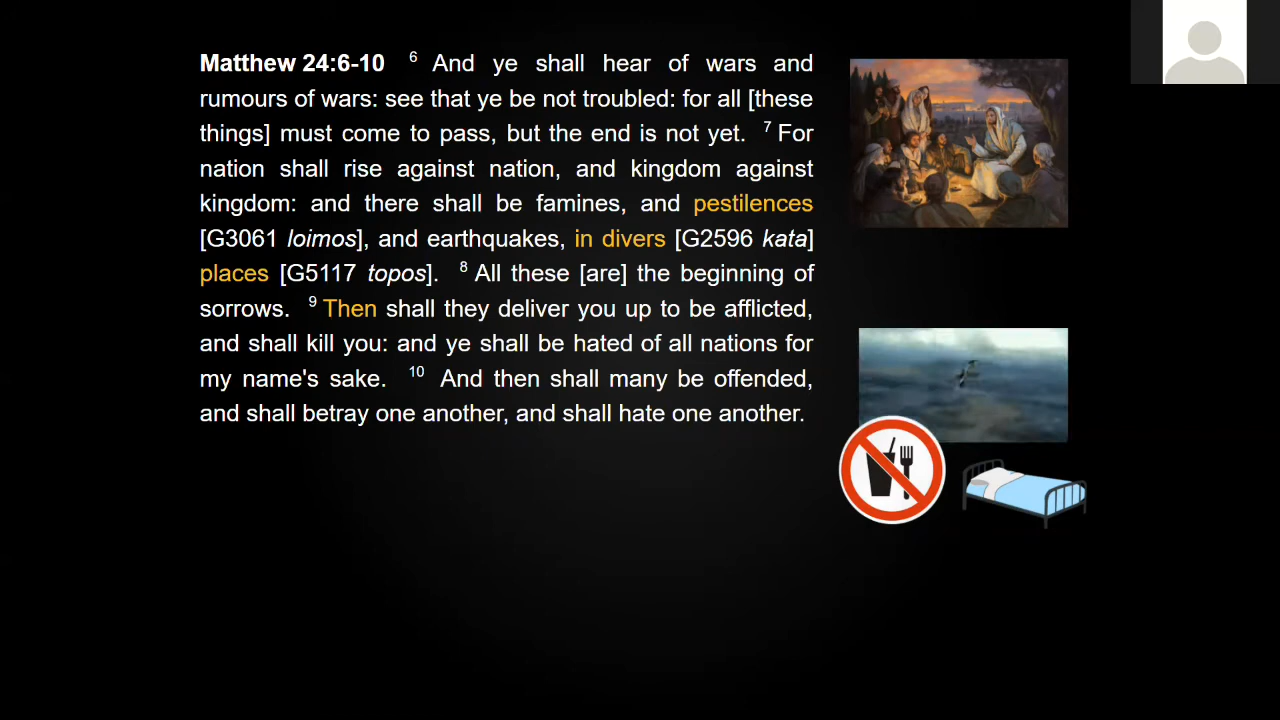 Matthew 24:6-10 6 And ye shall hear of wars and
rumours of wars: see that ye be not troubled: for all [these
things] must come to pass, but the end is not yet. 7 For
nation shall rise against nation, and kingdom against
kingdom: and there shall be famines, and pestilences
[G3061 loimos], and earthquakes, in divers [G2596 kata]
places [G5117 topos]. 8 All these [are] the beginning of
sorrows. 9 Then shall they deliver you up to be afflicted,
and shall kill you: and ye shall be hated of all nations for
my name's sake. 10 And then shall many be offended,
and shall betray one another, and shall hate one another.